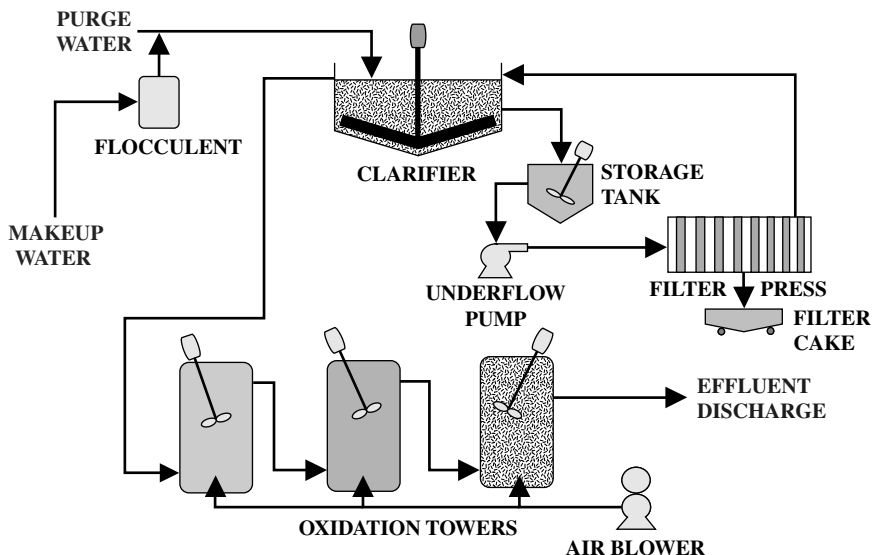 PURGE
WATER
FLOCCULENT
CLARIFIER
STORAGE
TANK
MAKEUP
WATER
UNDERFLOW
PUMP
FILTER PRESS
FILTER
CAKE
EFFLUENT
DISCHARGE
OXIDATION TOWERS
AIR BLOWER